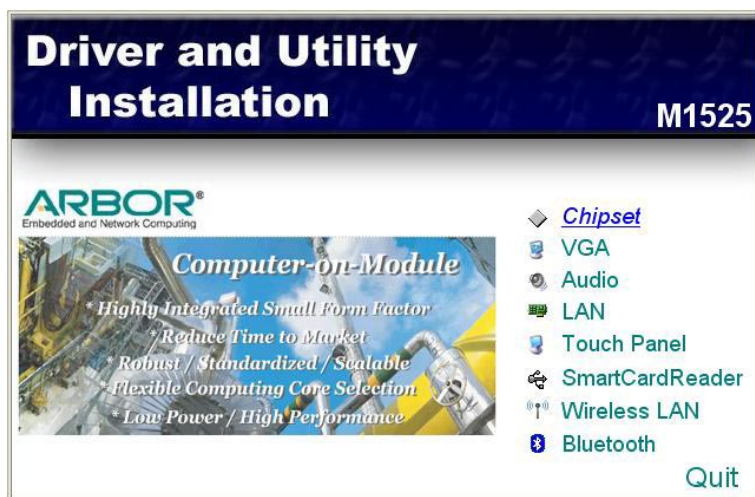 Driver and Utility
Installation
M1525
ARBOR®
Embedded and Network Computing
Computer-on-Module
* Highly Integrated Small Form Factor
* Reduce Time to Market
* Robust / Standardized / Scalable
* Flexible Computing Core Selection
* Low Power / High Performance
Chipset
VGA
Audio
LAN
Touch Panel
SmartCardReader
Wireless LAN
Bluetooth
Quit